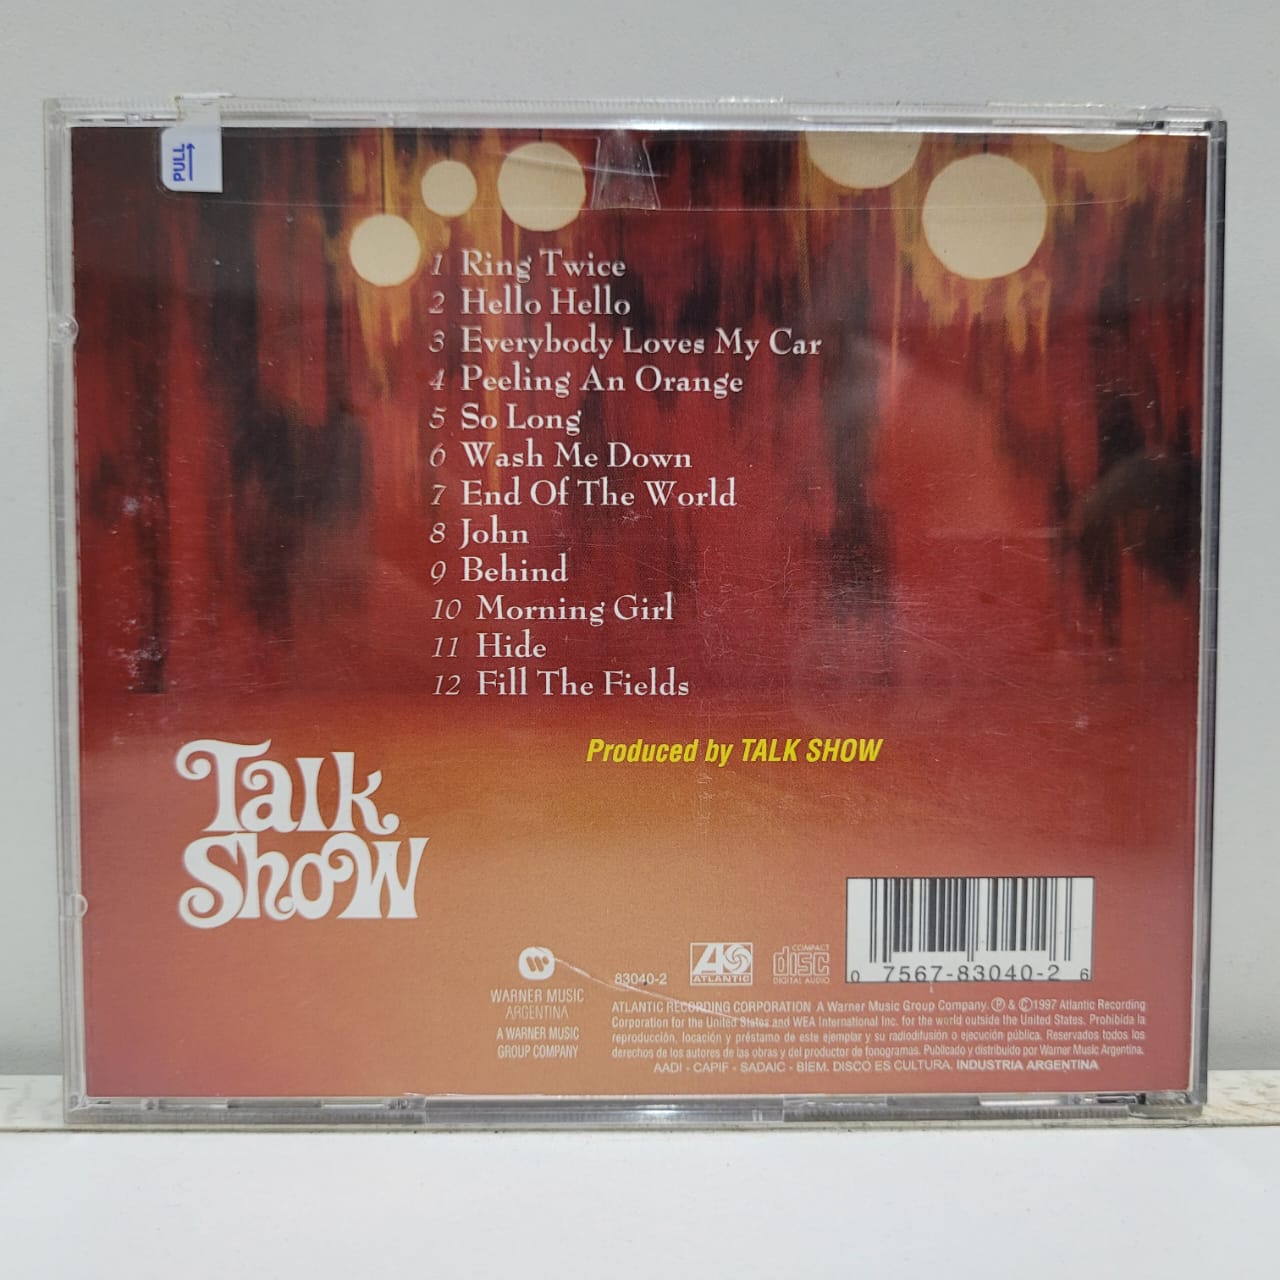 PULL
1 Ring Twice
2 Hello Hello
3 Everybody Loves My Car
4 Peeling An Orange
5 So Long
6 Wash Me Down
7 End Of The World
8 John
9 Behind
10 Morning Girl
11 Hide
12 Fill The Fields
Produced by TALK SHOW
Talk
Show
WARNER MUSIC
ARGENTINA
A WARNER MUSIC
GROUP COMPANY
83040-2
ATLANTIC
COMPACT
disc
DIGITAL AUDIO
0 7567-83040-2 6
ATLANTIC RECORDING CORPORATION A Warner Music Group Company. ℗ & ©1997 Atlantic Recording
Corporation for the United States and WEA International Inc. for the world outside the United States. Prohibida la
reproducción, locación y préstamo de este ejemplar y su radiodifusión o ejecución pública. Reservados todos los
derechos de los autores de las obras y del productor de fonogramas. Publicado y distribuido por Warner Music Argentina.
AADI - CAPIF - SADAIC - BIEM. DISCO ES CULTURA. INDUSTRIA ARGENTINA